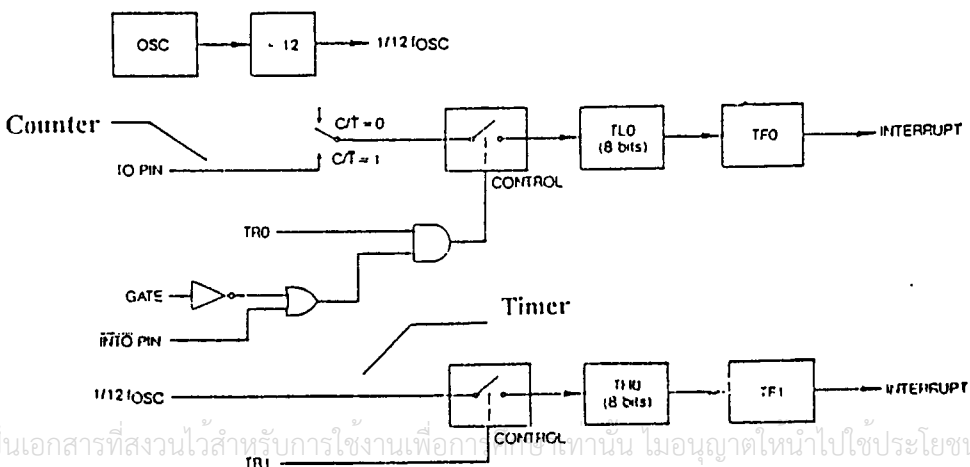 OSC
÷ 12
1/12 fOSC
Counter
C/T̅ = 0
C/T̅ = 1
T0 PIN
CONTROL
TL0
(8 bits)
TF0
INTERRUPT
TR0
GATE
I̅N̅T̅0̅ PIN
Timer
1/12 fOSC
CONTROL
TH0
(8 bits)
TF1
INTERRUPT
TR1
ป็นเอกสารที่สงวนไว้สำหรับการใช้งานเพื่อการศึกษาเท่านั้น ไม่อนุญาตให้นำไปใช้ประโยชน